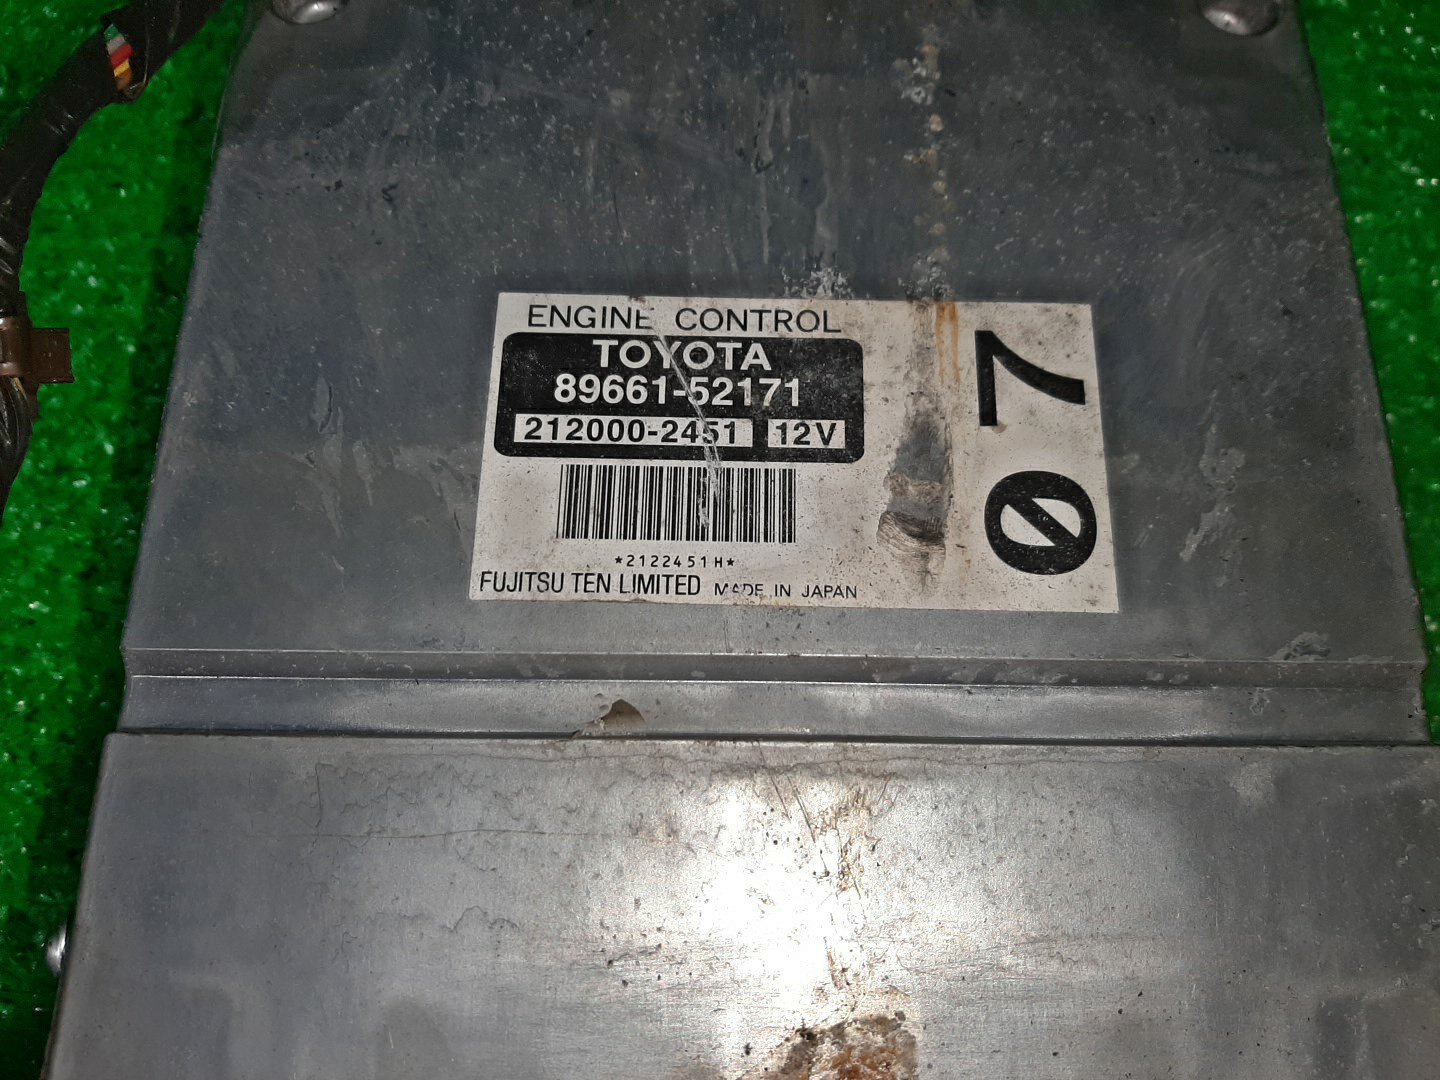 ENGINE CONTROL
TOYOTA
89661-52171
212000-2451 12V
*2122451H*
FUJITSU TEN LIMITED MADE IN JAPAN
07